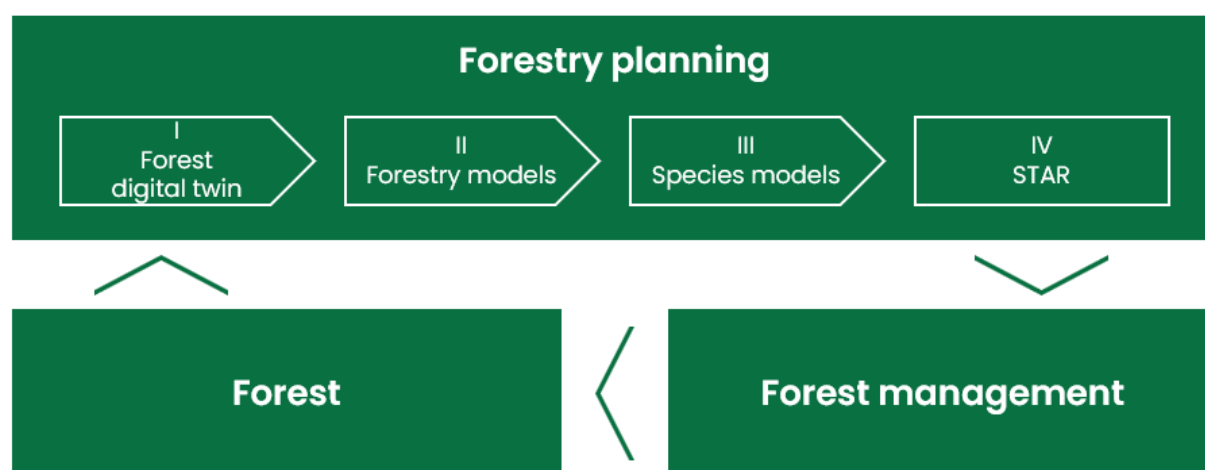 Forestry planning
I
Forest
digital twin
II
Forestry models
III
Species models
IV
STAR
Forest
Forest management